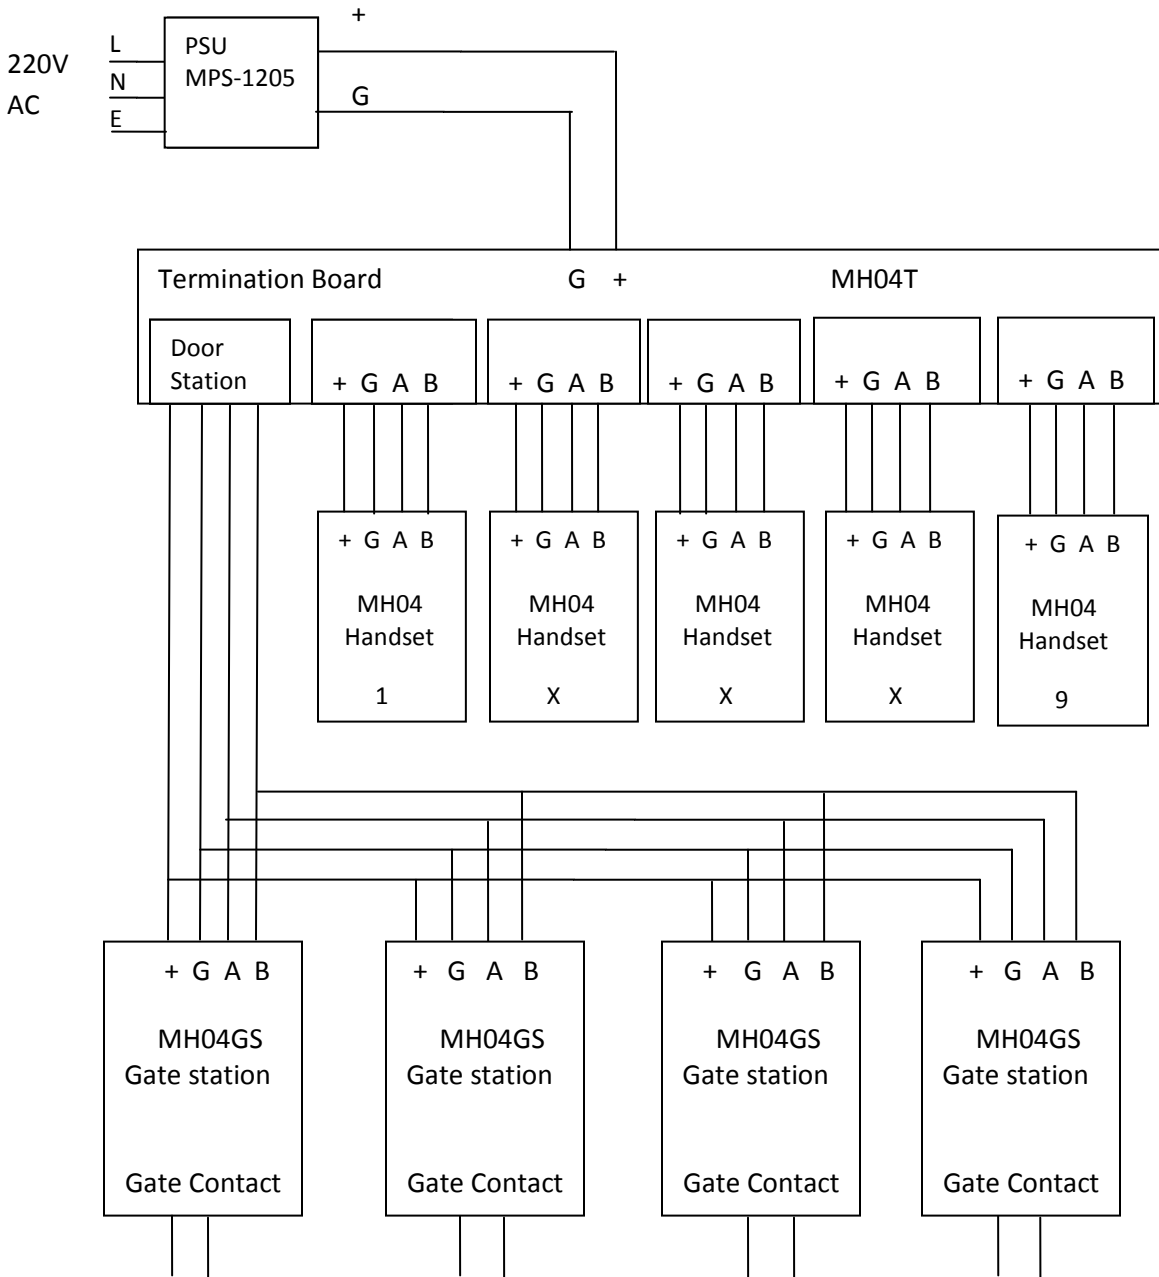 +
L
PSU
220V
MPS-1205
N
G
AC
E
Termination Board G + MH04T
Door
Station
+ G A B
+ G A B
+ G A B
+ G A B
+ G A B
+ G A B
MH04
Handset
1
+ G A B
MH04
Handset
X
+ G A B
MH04
Handset
X
+ G A B
MH04
Handset
X
+ G A B
MH04
Handset
9
+ G A B
MH04GS
Gate station
Gate Contact
+ G A B
MH04GS
Gate station
Gate Contact
+ G A B
MH04GS
Gate station
Gate Contact
+ G A B
MH04GS
Gate station
Gate Contact